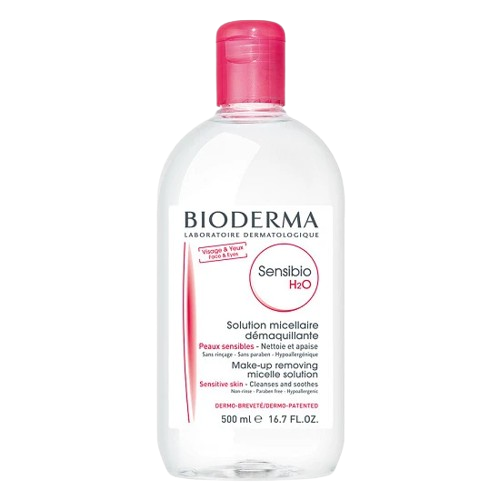 BIODERMA
LABORATOIRE DERMATOLOGIQUE
Visage & Yeux
Face & Eyes
Sensibio
H2O
Solution micellaire
démaquillante
Peaux sensibles - Nettoie et apaise
Sans rinçage - Sans paraben - Hypoallergénique
Make-up removing
micelle solution
Sensitive skin - Cleanses and soothes
Non-rinse - Paraben free - Hypoallergenic
DERMO-BREVETÉ/DERMO-PATENTED
500 ml ℮ 16.7 FL.OZ.